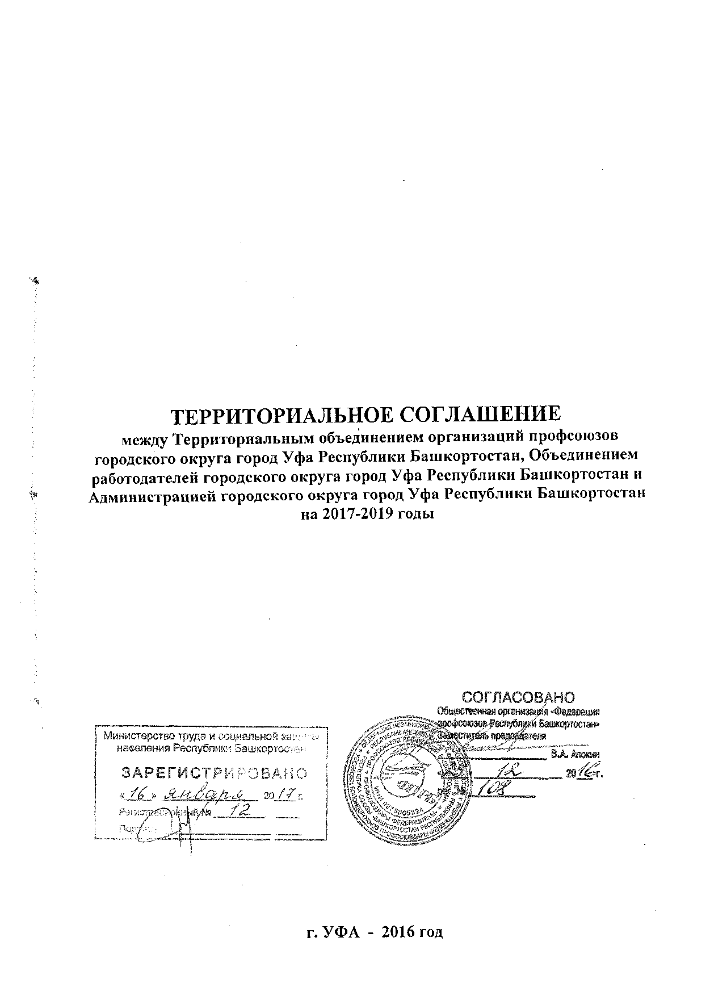 ТЕРРИТОРИАЛЬНОЕ СОГЛАШЕНИЕ
между Территориальным объединением организаций профсоюзов
городского округа город Уфа Республики Башкортостан, Объединением
работодателей городского округа город Уфа Республики Башкортостан и
Администрацией городского округа город Уфа Республики Башкортостан
на 2017-2019 годы
СОГЛАСОВАНО
Общественная организация «Федерация
профсоюзов Республики Башкортостан»
Заместитель председателя
В.А. Апокин
12 2016 г.
108
Министерство труда и социальной защиты
населения Республики Башкортостан
ЗАРЕГИСТРИРОВАНО
«16» января 2017 г.
Регистрационный № 12
Подпись
ИНН 0275005324
г. УФА - 2016 год